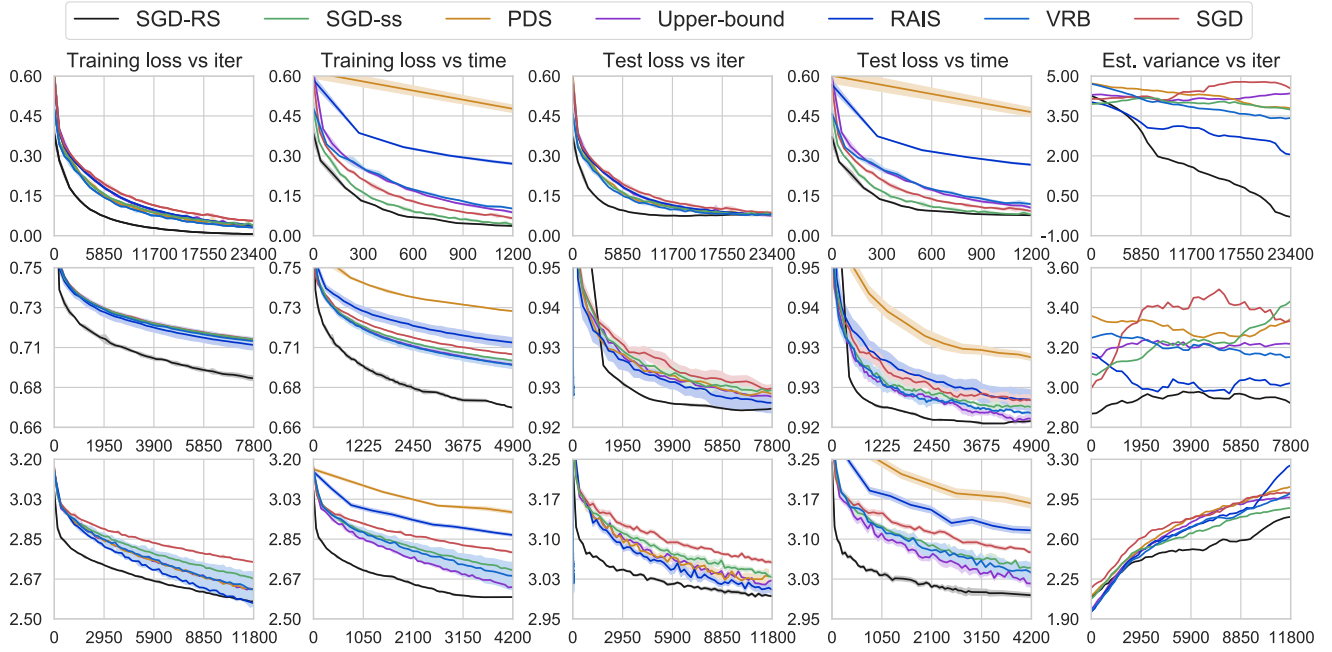 SGD-RS SGD-ss PDS Upper-bound RAIS VRB SGD
Training loss vs iter Training loss vs time Test loss vs iter Test loss vs time Est. variance vs iter
0.60 0.60 0.60 0.60 5.00
0.45 0.45 0.45 0.45 3.50
0.30 0.30 0.30 0.30 2.00
0.15 0.15 0.15 0.15 0.50
0.00 0.00 0.00 0.00 -1.00
0 5850 11700 17550 23400 0 300 600 900 1200 0 5850 11700 17550 23400 0 300 600 900 1200 0 5850 11700 17550 23400
0.75 0.75 0.95 0.95 3.60
0.73 0.73 0.94 0.94 3.40
0.71 0.71 0.93 0.93 3.20
0.68 0.68 0.93 0.93 3.00
0.66 0.66 0.92 0.92 2.80
0 1950 3900 5850 7800 0 1225 2450 3675 4900 0 1950 3900 5850 7800 0 1225 2450 3675 4900 0 1950 3900 5850 7800
3.20 3.20 3.25 3.25 3.30
3.03 3.03 3.17 3.17 2.95
2.85 2.85 3.10 3.10 2.60
2.67 2.67 3.03 3.03 2.25
2.50 2.50 2.95 2.95 1.90
0 2950 5900 8850 11800 0 1050 2100 3150 4200 0 2950 5900 8850 11800 0 1050 2100 3150 4200 0 2950 5900 8850 11800